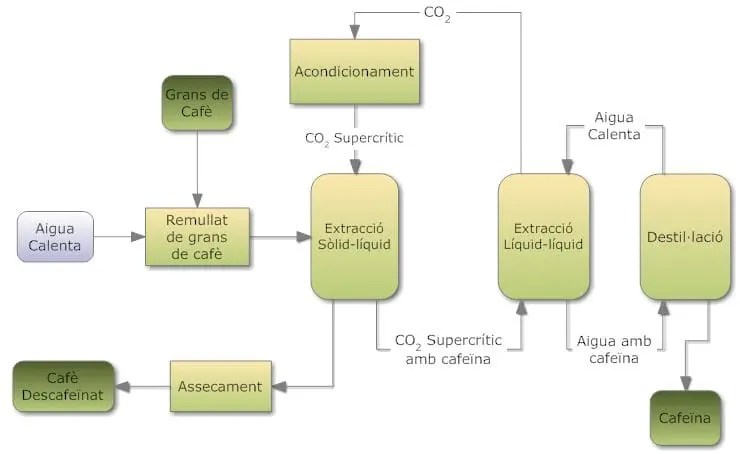 CO₂
Acondicionament
Grans de
Cafè
CO₂ Supercrític
Aigua
Calenta
Aigua
Calenta
Remullat
de grans
de cafè
Extracció
Sòlid-líquid
Extracció
Líquid-líquid
Destil·lació
CO₂ Supercrític
amb cafeïna
Aigua amb
cafeïna
Cafè
Descafeïnat
Assecament
Cafeïna